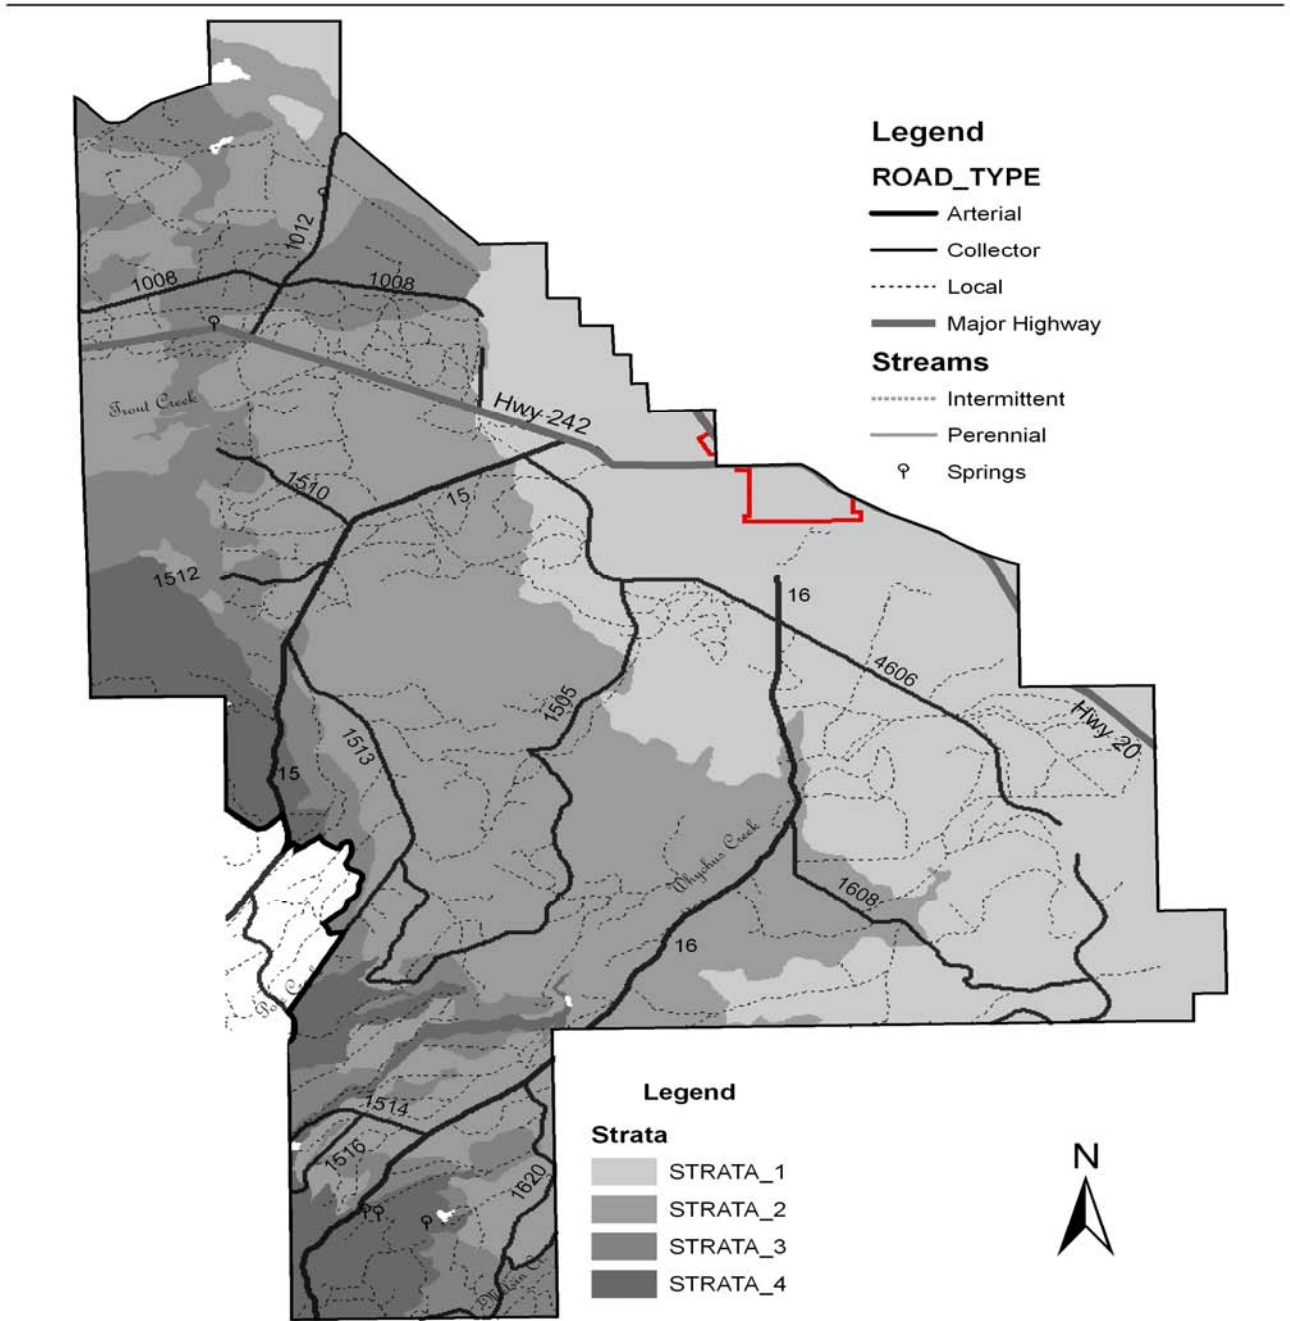 Legend
ROAD_TYPE
Arterial
Collector
Local
Major Highway
Streams
Intermittent
Perennial
Springs
1012
1008
1008
Trout Creek
Hwy 242
1510
15
1512
16
4606
1505
1513
15
Hwy 20
Whychus Creek
1608
16
Pole Creek
1514
1516
1620
Legend
Strata
STRATA_1
STRATA_2
STRATA_3
STRATA_4
N